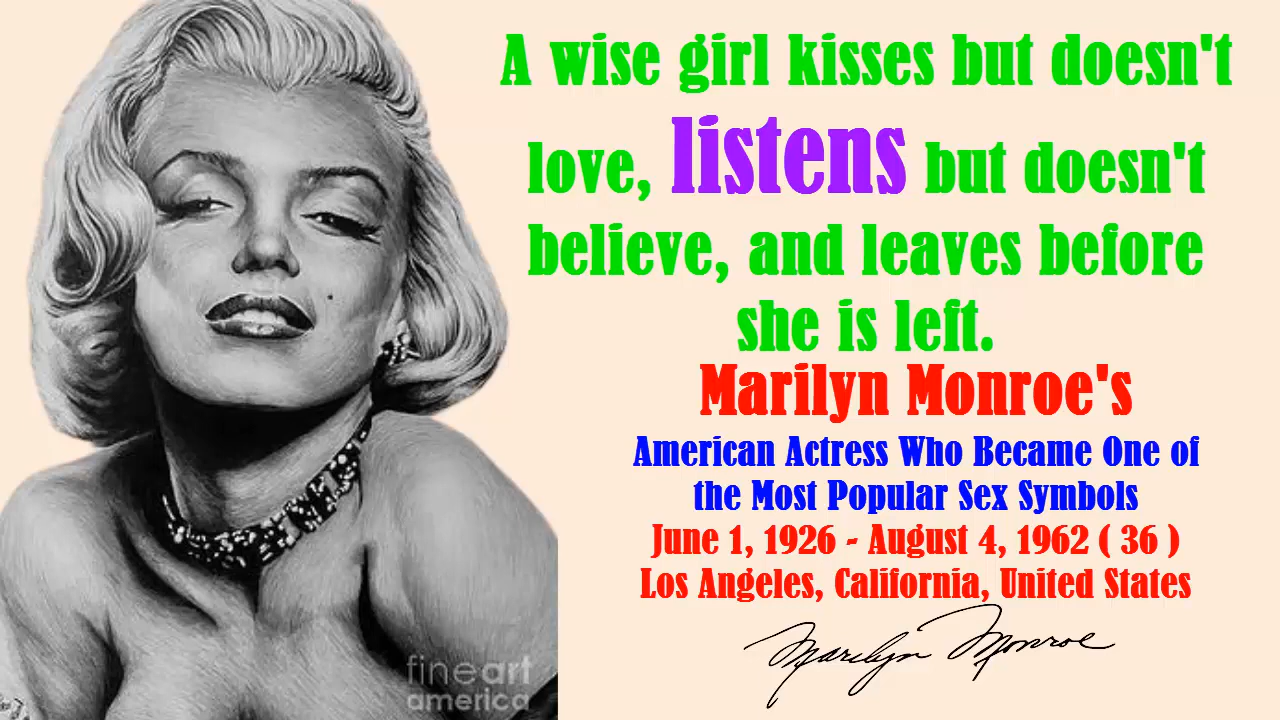 A wise girl kisses but doesn't
love, listens but doesn't
believe, and leaves before
she is left.
Marilyn Monroe's
American Actress Who Became One of
the Most Popular Sex Symbols
June 1, 1926 - August 4, 1962 ( 36 )
Los Angeles, California, United States
Marilyn Monroe
fineart
america